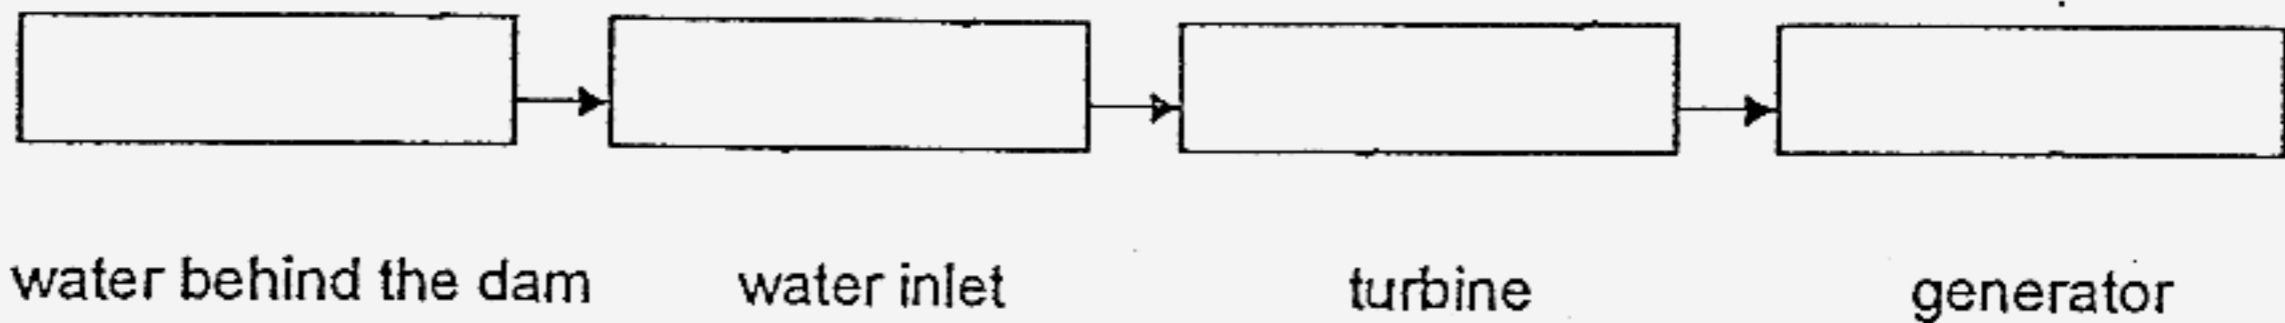 water behind the dam water inlet turbine generator